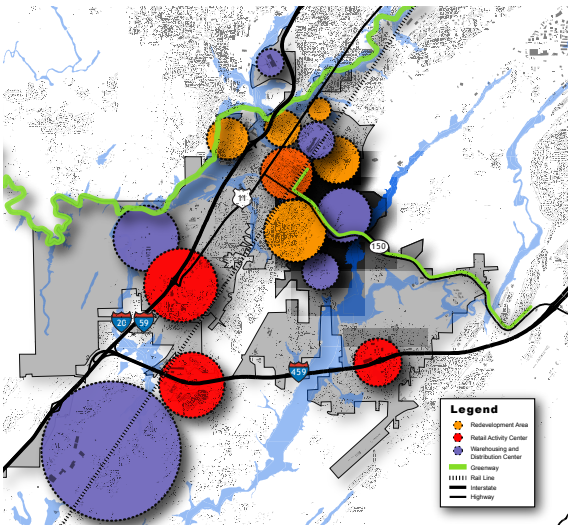 11
150
20
59
459
Legend
Redevelopment Area
Retail Activity Center
Warehousing and
Distribution Center
Greenway
Rail Line
Interstate
Highway